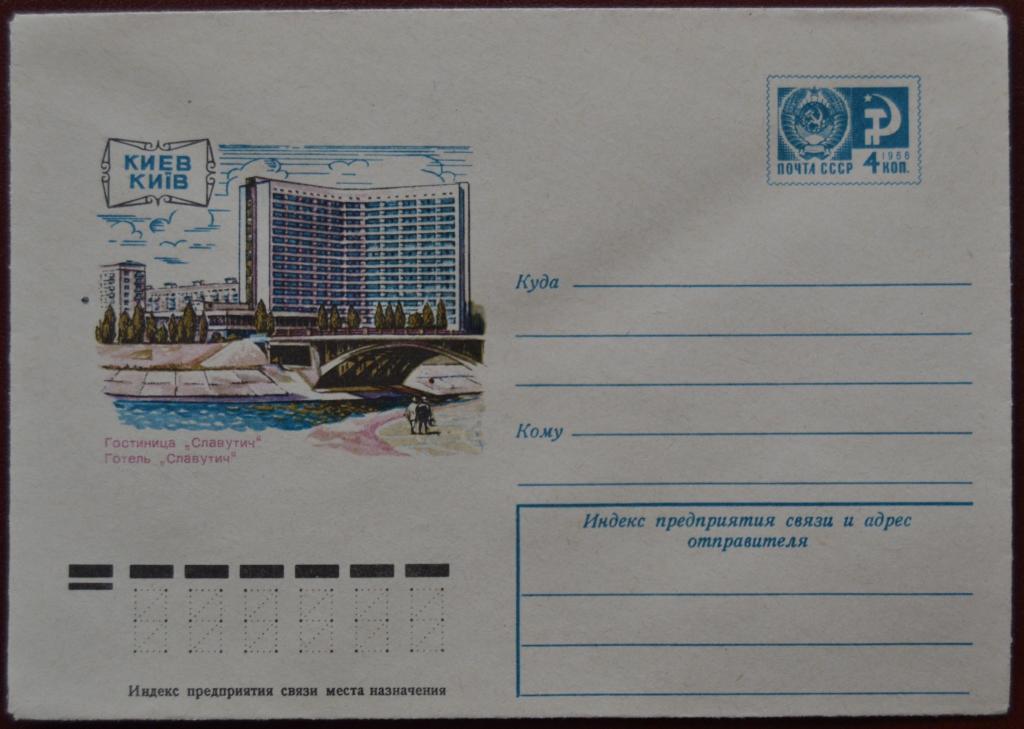 КИЕВ
КИЇВ
ПОЧТА СССР
1966
4 КОП.
Гостиница „Славутич“
Готель „Славутич“
Куда
Кому
Индекс предприятия связи и адрес
отправителя
Индекс предприятия связи места назначения